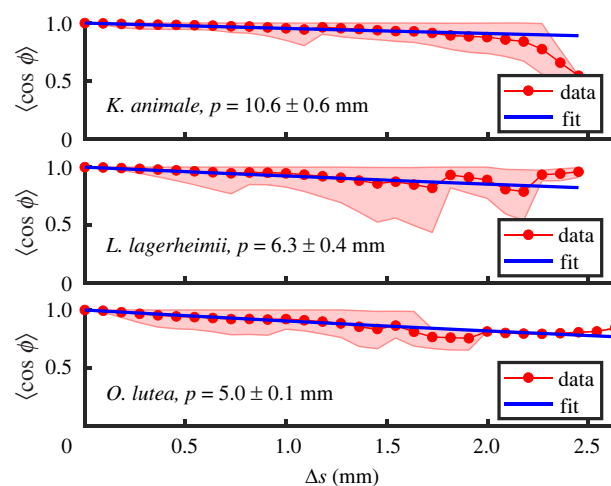 1.0
⟨cos ϕ⟩
0.5
0
K. animale, p = 10.6 ± 0.6 mm
data
fit
1.0
⟨cos ϕ⟩
0.5
0
L. lagerheimii, p = 6.3 ± 0.4 mm
data
fit
1.0
⟨cos ϕ⟩
0.5
O. lutea, p = 5.0 ± 0.1 mm
data
fit
0 0.5 1.0 1.5 2.0 2.5
Δs (mm)